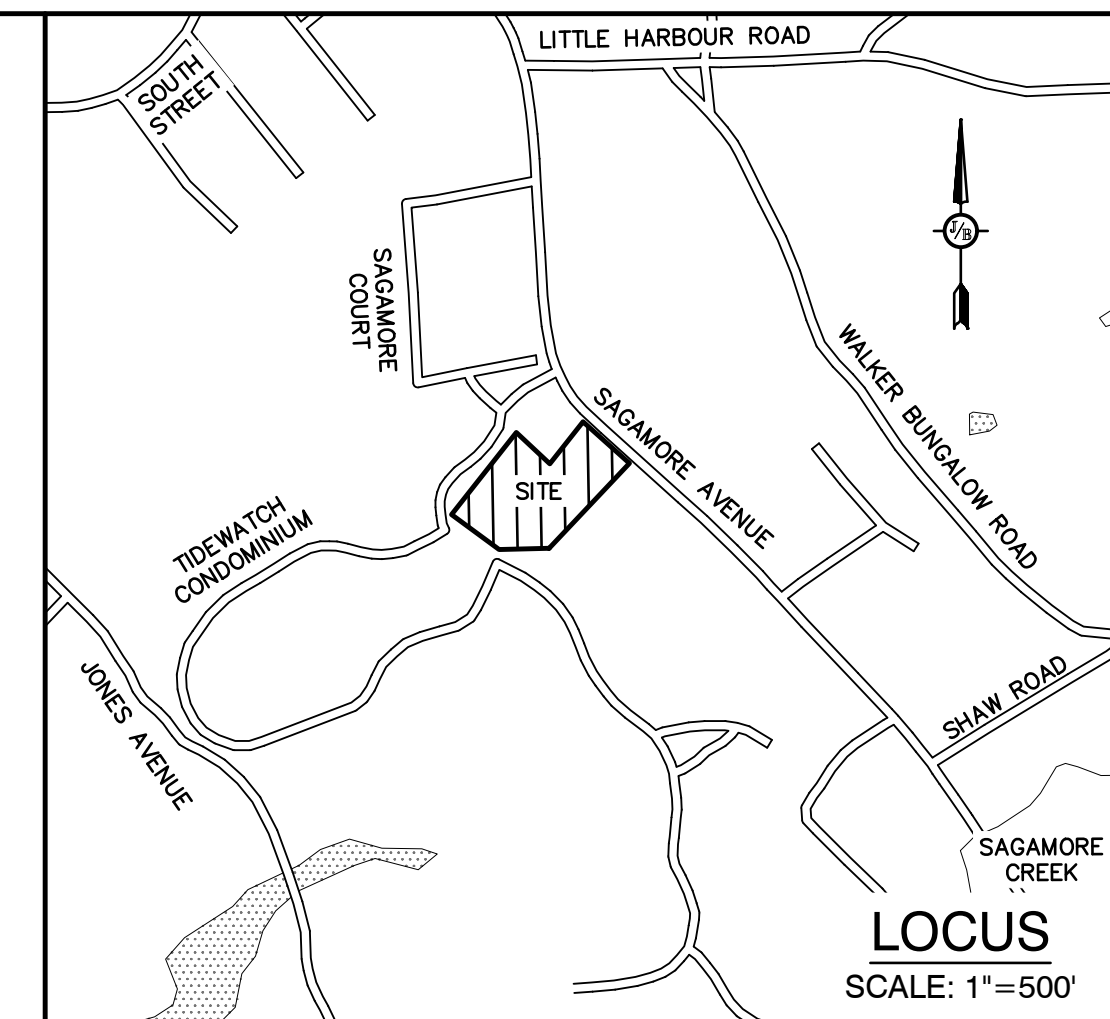 LITTLE HARBOUR ROAD
SOUTH
STREET
J/B
SAGAMORE
COURT
WALKER BUNGALOW ROAD
SAGAMORE AVENUE
SITE
TIDEWATCH
CONDOMINIUM
JONES AVENUE
SHAW ROAD
SAGAMORE
CREEK
LOCUS
SCALE: 1"=500'